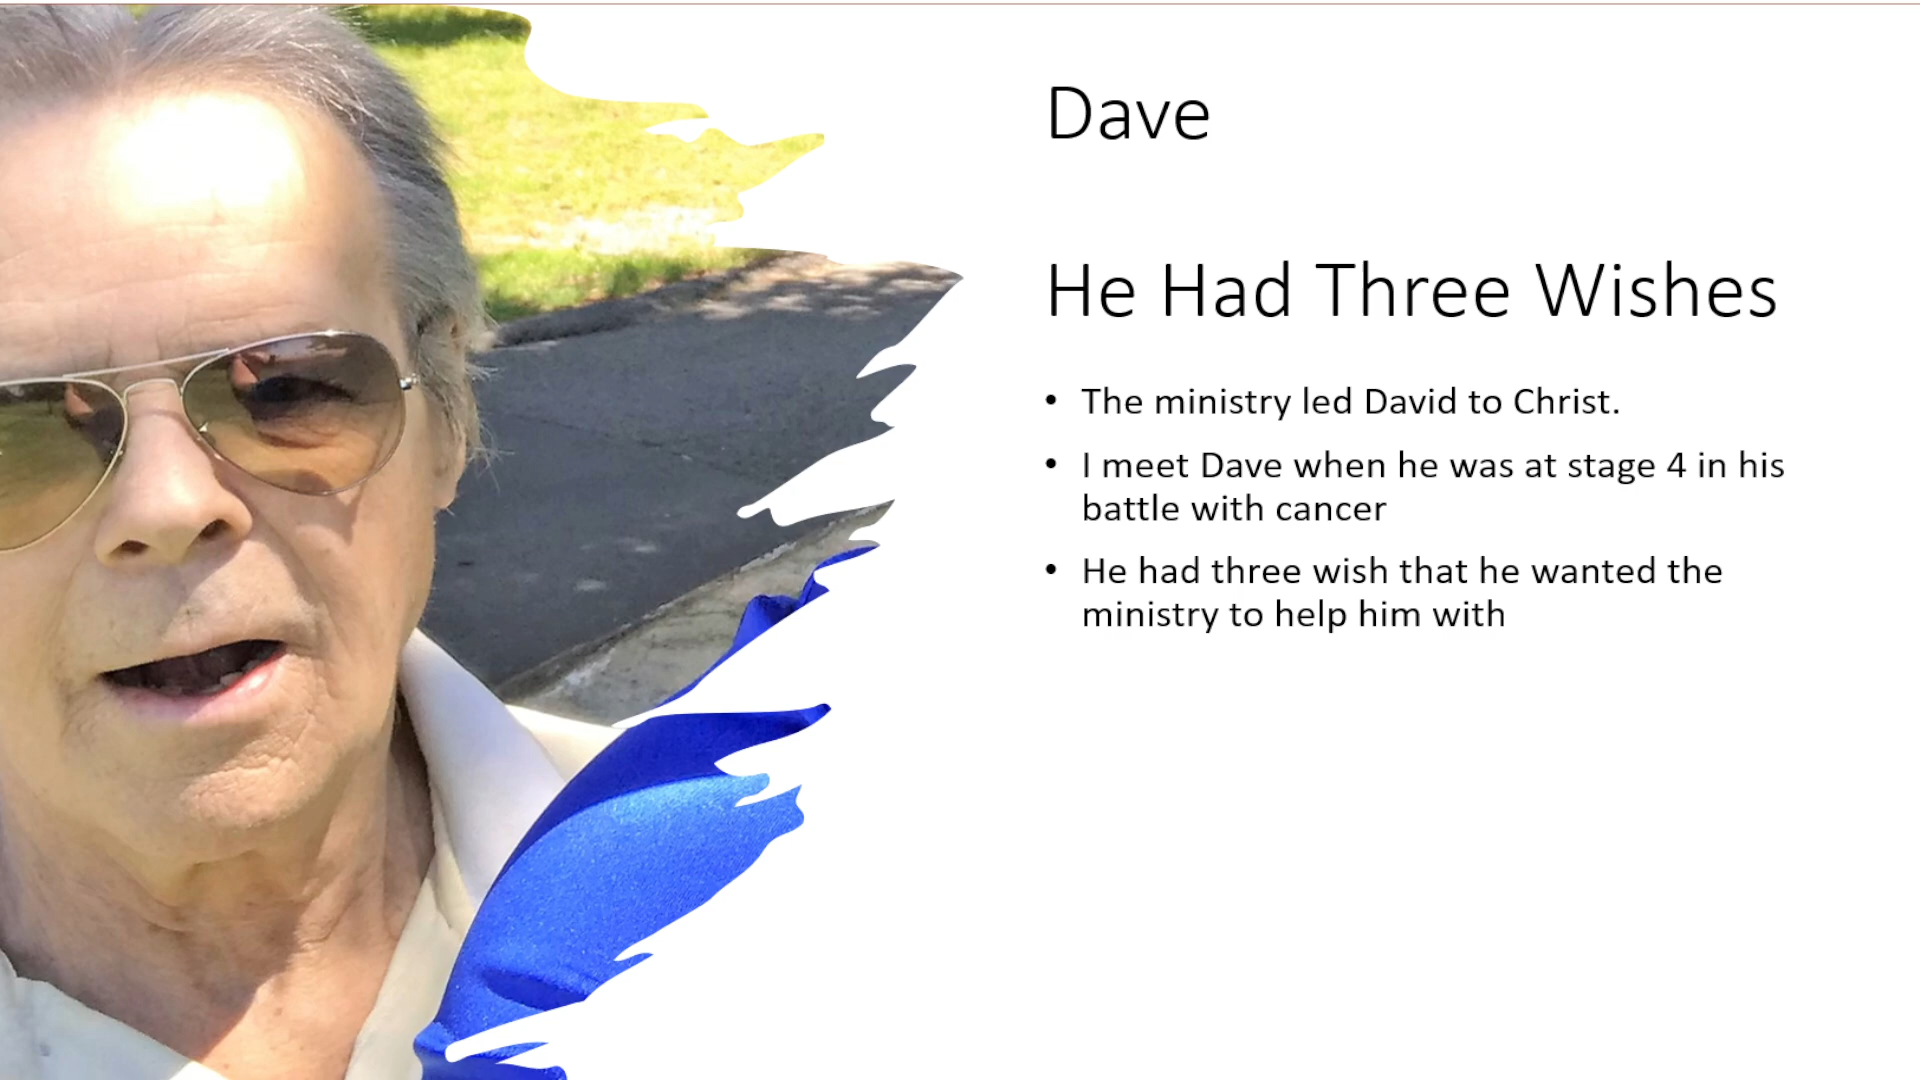 Dave
He Had Three Wishes
• The ministry led David to Christ.
• I meet Dave when he was at stage 4 in his
battle with cancer
• He had three wish that he wanted the
ministry to help him with